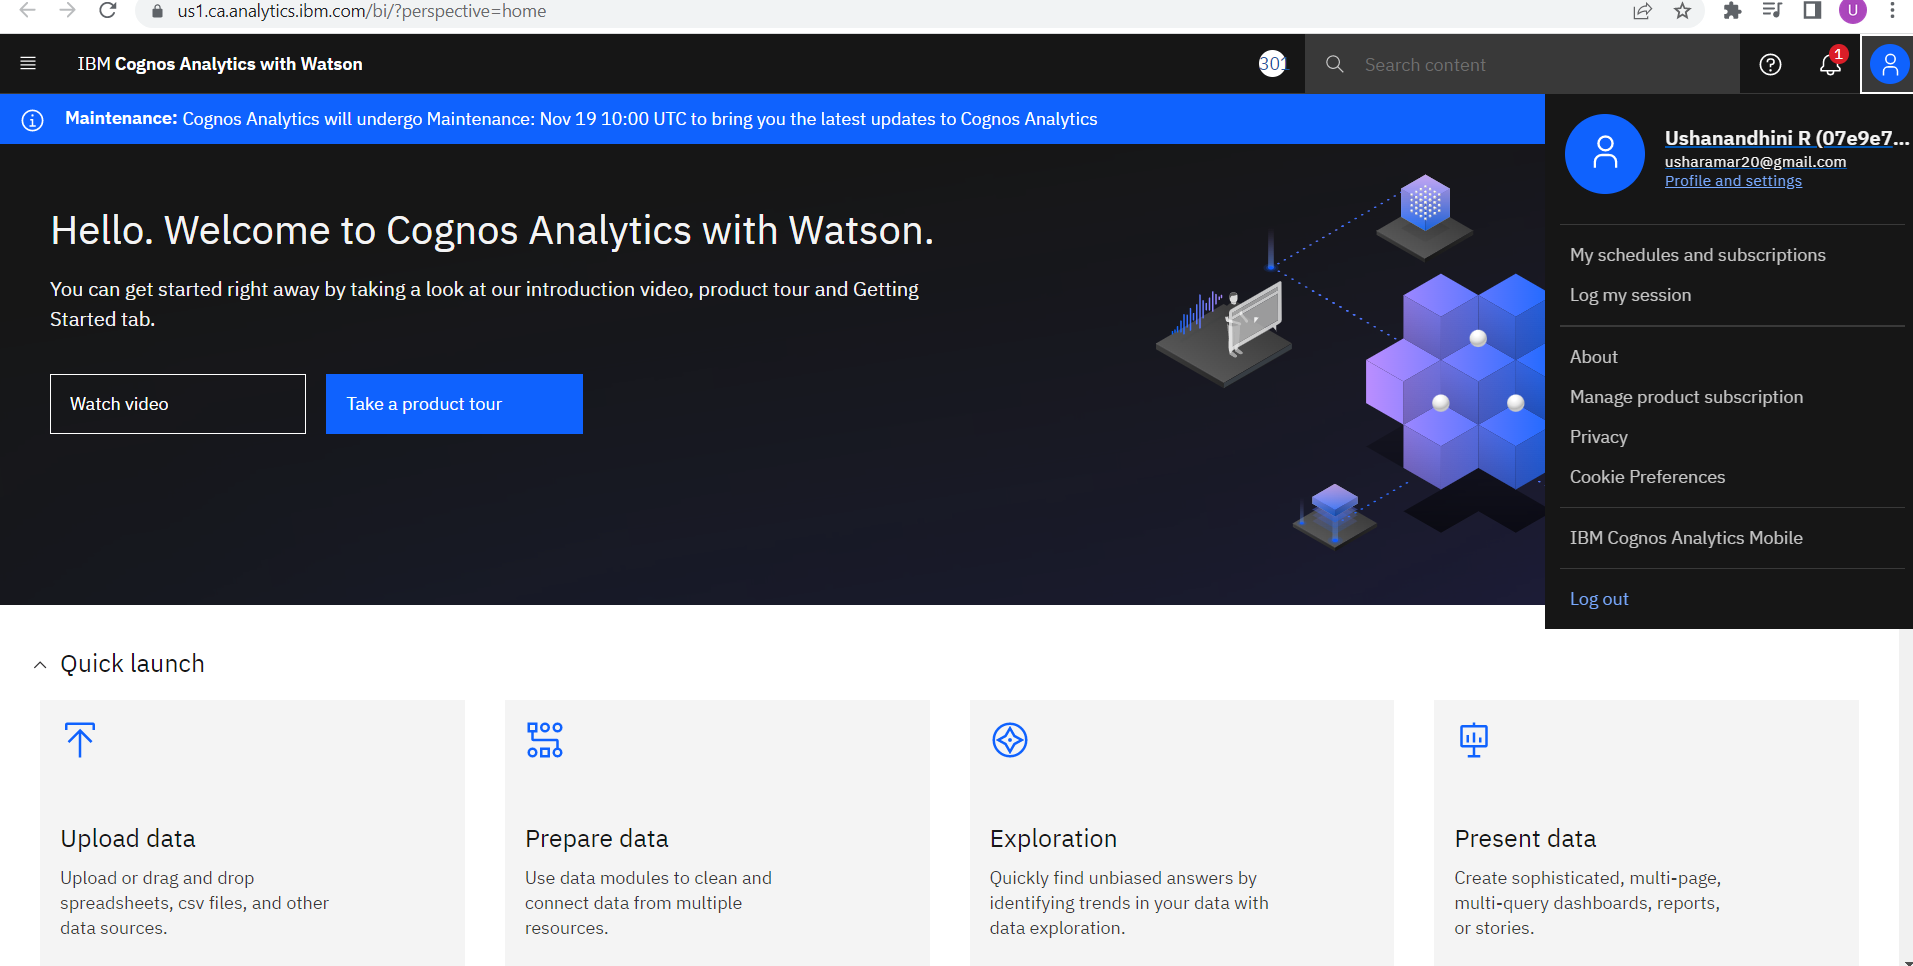 us1.ca.analytics.ibm.com/bi/?perspective=home
U
IBM Cognos Analytics with Watson
301
Search content
1
Maintenance: Cognos Analytics will undergo Maintenance: Nov 19 10:00 UTC to bring you the latest updates to Cognos Analytics
Ushanandhini R (07e9e7...
usharamar20@gmail.com
Profile and settings
My schedules and subscriptions
Log my session
About
Manage product subscription
Privacy
Cookie Preferences
IBM Cognos Analytics Mobile
Log out
Hello. Welcome to Cognos Analytics with Watson.
You can get started right away by taking a look at our introduction video, product tour and Getting
Started tab.
Watch video
Take a product tour
Quick launch
Upload data
Upload or drag and drop
spreadsheets, csv files, and other
data sources.
Prepare data
Use data modules to clean and
connect data from multiple
resources.
Exploration
Quickly find unbiased answers by
identifying trends in your data with
data exploration.
Present data
Create sophisticated, multi-page,
multi-query dashboards, reports,
or stories.